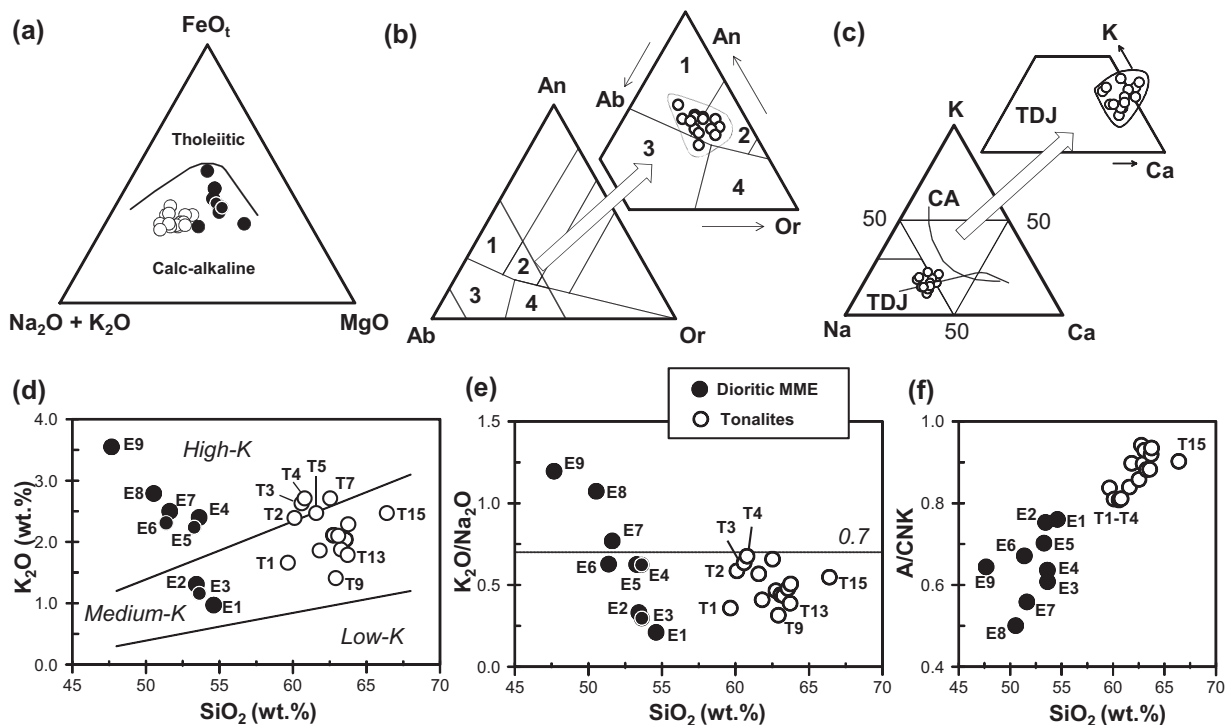 (a)
FeOt
Tholeiitic
Calc-alkaline
Na2O + K2O
MgO
(b)
An
An
1
Ab
2
3
4
Or
1
2
3
4
Ab
Or
(c)
K
TDJ
Ca
K
CA
50
50
TDJ
Na
50
Ca
(d)
4.0
3.0
2.0
1.0
0.0
K2O (wt.%)
E9
High-K
T5
T4
T7
T3
E8
E7
E4
T2
T15
E6
E5
T1
T13
E2
E3
T9
E1
Medium-K
Low-K
45 50 55 60 65 70
SiO2 (wt.%)
(e)
Dioritic MME
Tonalites
1.5
1.0
0.5
0.0
K2O/Na2O
E9
E8
E7
T3
T4
0.7
E6
E5
E4
T2
T15
E2
E3
T1
T13
E1
T9
45 50 55 60 65 70
SiO2 (wt.%)
(f)
1.0
0.8
0.6
0.4
A/CNK
T15
T1-T4
E2
E1
E5
E6
E9
E4
E3
E7
E8
45 50 55 60 65 70
SiO2 (wt.%)